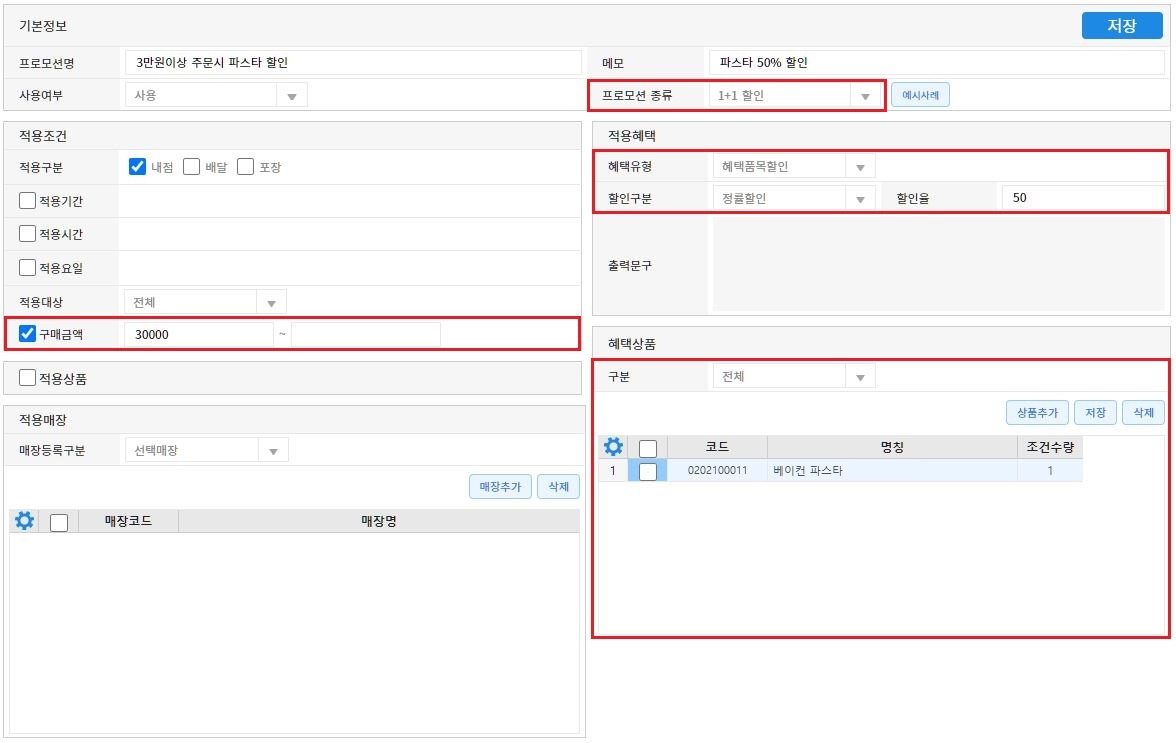 기본정보
저장
프로모션명 3만원이상 주문시 파스타 할인 메모 파스타 50% 할인
사용여부 사용 프로모션 종류 1+1 할인 예시사례
적용조건
적용구분 내점 배달 포장
적용기간
적용시간
적용요일
적용대상 전체
구매금액 30000 ~
적용상품
적용매장
매장등록구분 선택매장
매장추가 삭제
매장코드 매장명
적용혜택
혜택유형 혜택품목할인
할인구분 정률할인 할인율 50
출력문구
혜택상품
구분 전체
상품추가 저장 삭제
코드 명칭 조건수량
1 0202100011 베이컨 파스타 1